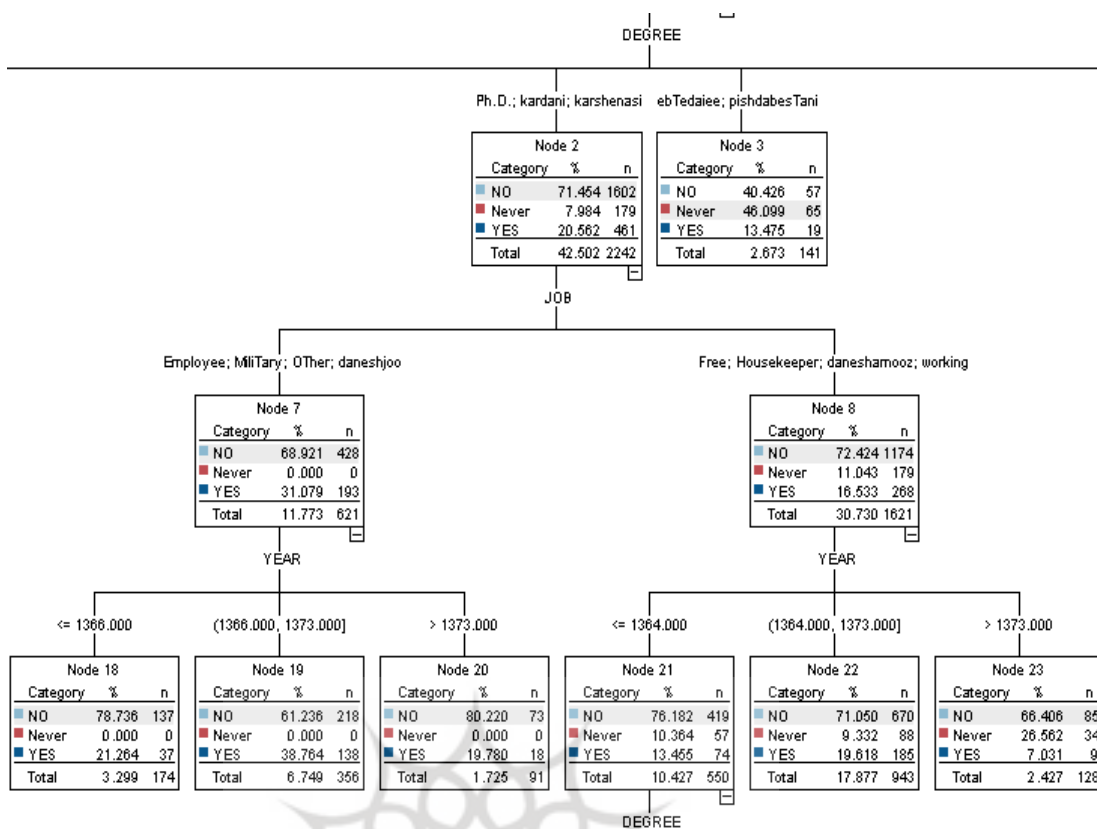 DEGREE
Ph.D.; kardani; karshenasi
ebTedaiee; pishdabesTani
Node 2
Category % n
NO 71.454 1602
Never 7.984 179
YES 20.562 461
Total 42.502 2242
Node 3
Category % n
NO 40.426 57
Never 46.099 65
YES 13.475 19
Total 2.673 141
JOB
Employee; MiliTary; OTher; daneshjoo
Free; Housekeeper; daneshamooz; working
Node 7
Category % n
NO 68.921 428
Never 0.000 0
YES 31.079 193
Total 11.773 621
Node 8
Category % n
NO 72.424 1174
Never 11.043 179
YES 16.533 268
Total 30.730 1621
YEAR
YEAR
<= 1366.000
(1366.000, 1373.000]
> 1373.000
<= 1364.000
(1364.000, 1373.000]
> 1373.000
Node 18
Category % n
NO 78.736 137
Never 0.000 0
YES 21.264 37
Total 3.299 174
Node 19
Category % n
NO 61.236 218
Never 0.000 0
YES 38.764 138
Total 6.749 356
Node 20
Category % n
NO 80.220 73
Never 0.000 0
YES 19.780 18
Total 1.725 91
Node 21
Category % n
NO 76.182 419
Never 10.364 57
YES 13.455 74
Total 10.427 550
Node 22
Category % n
NO 71.050 670
Never 9.332 88
YES 19.618 185
Total 17.877 943
Node 23
Category % n
NO 66.406 85
Never 26.562 34
YES 7.031 9
Total 2.427 128
DEGREE